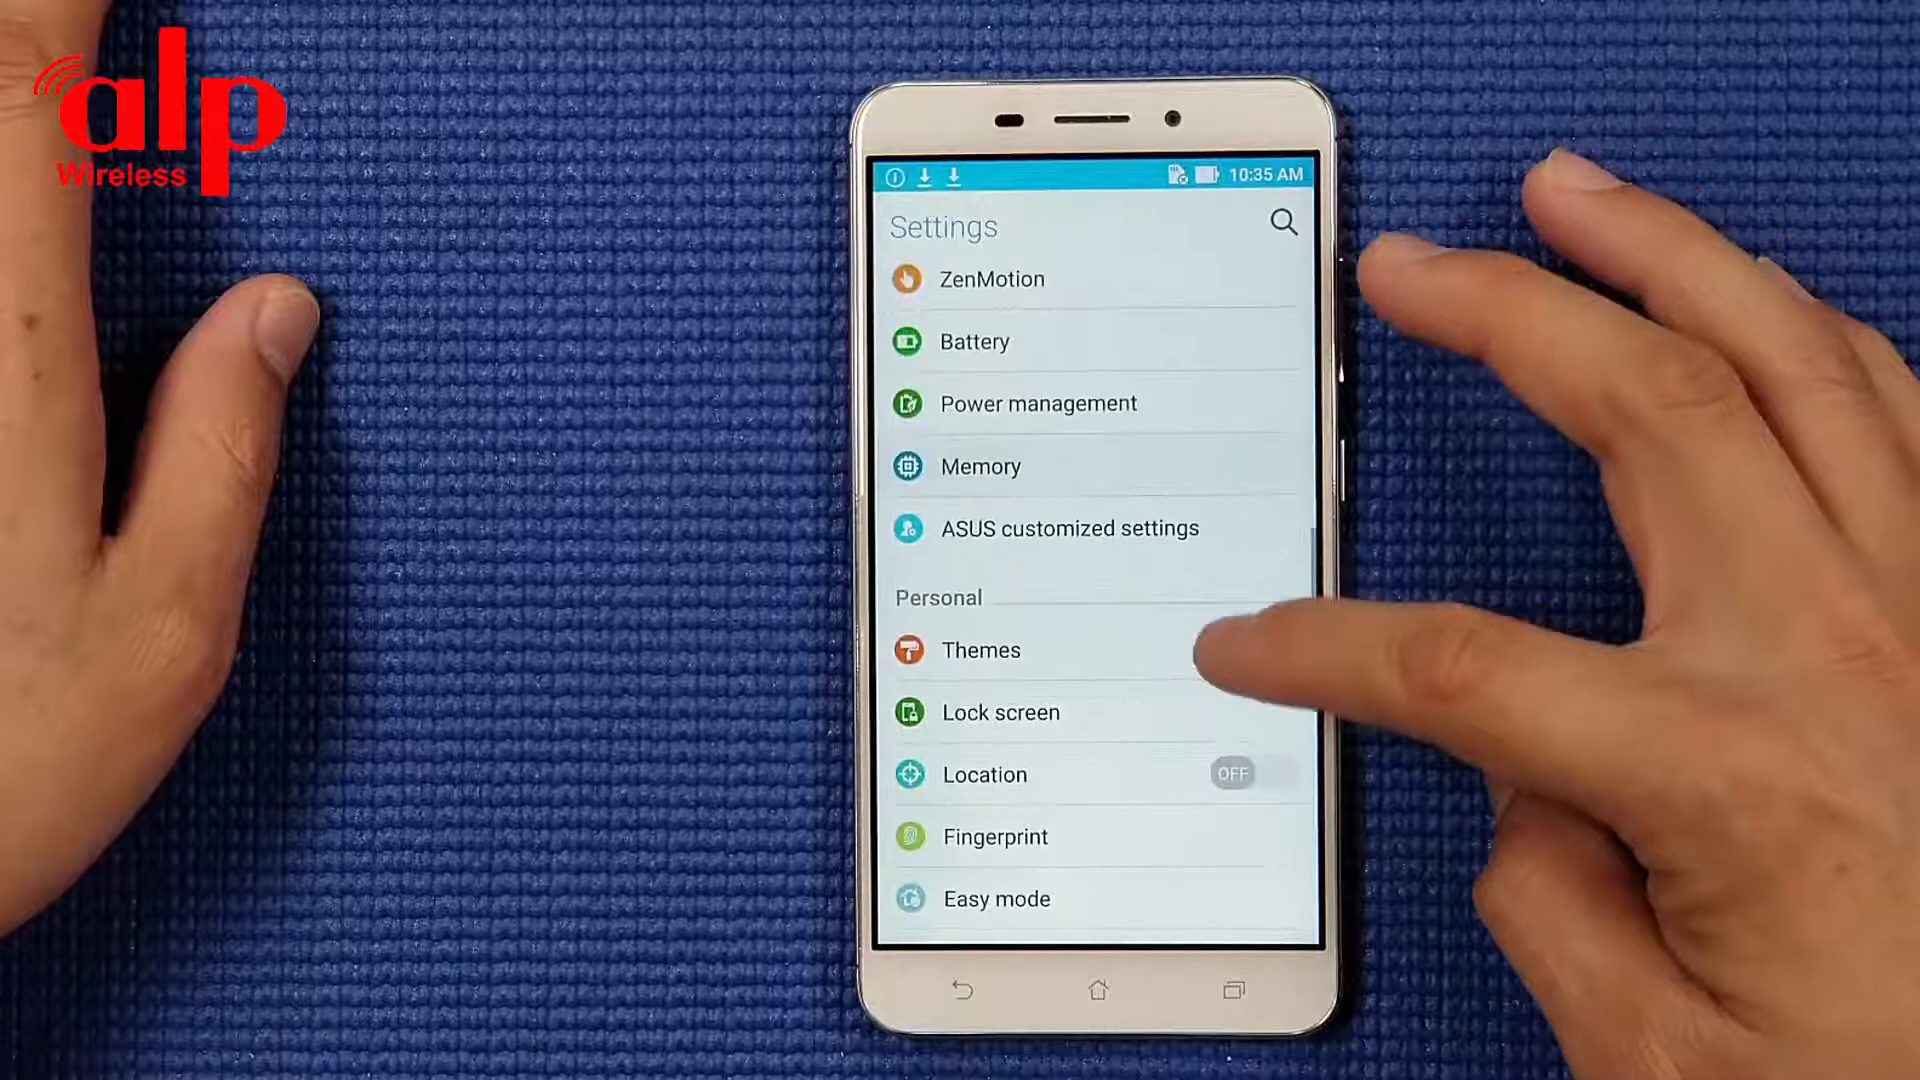 alp
Wireless
10:35 AM
Settings
ZenMotion
Battery
Power management
Memory
ASUS customized settings
Personal
Themes
Lock screen
Location OFF
Fingerprint
Easy mode